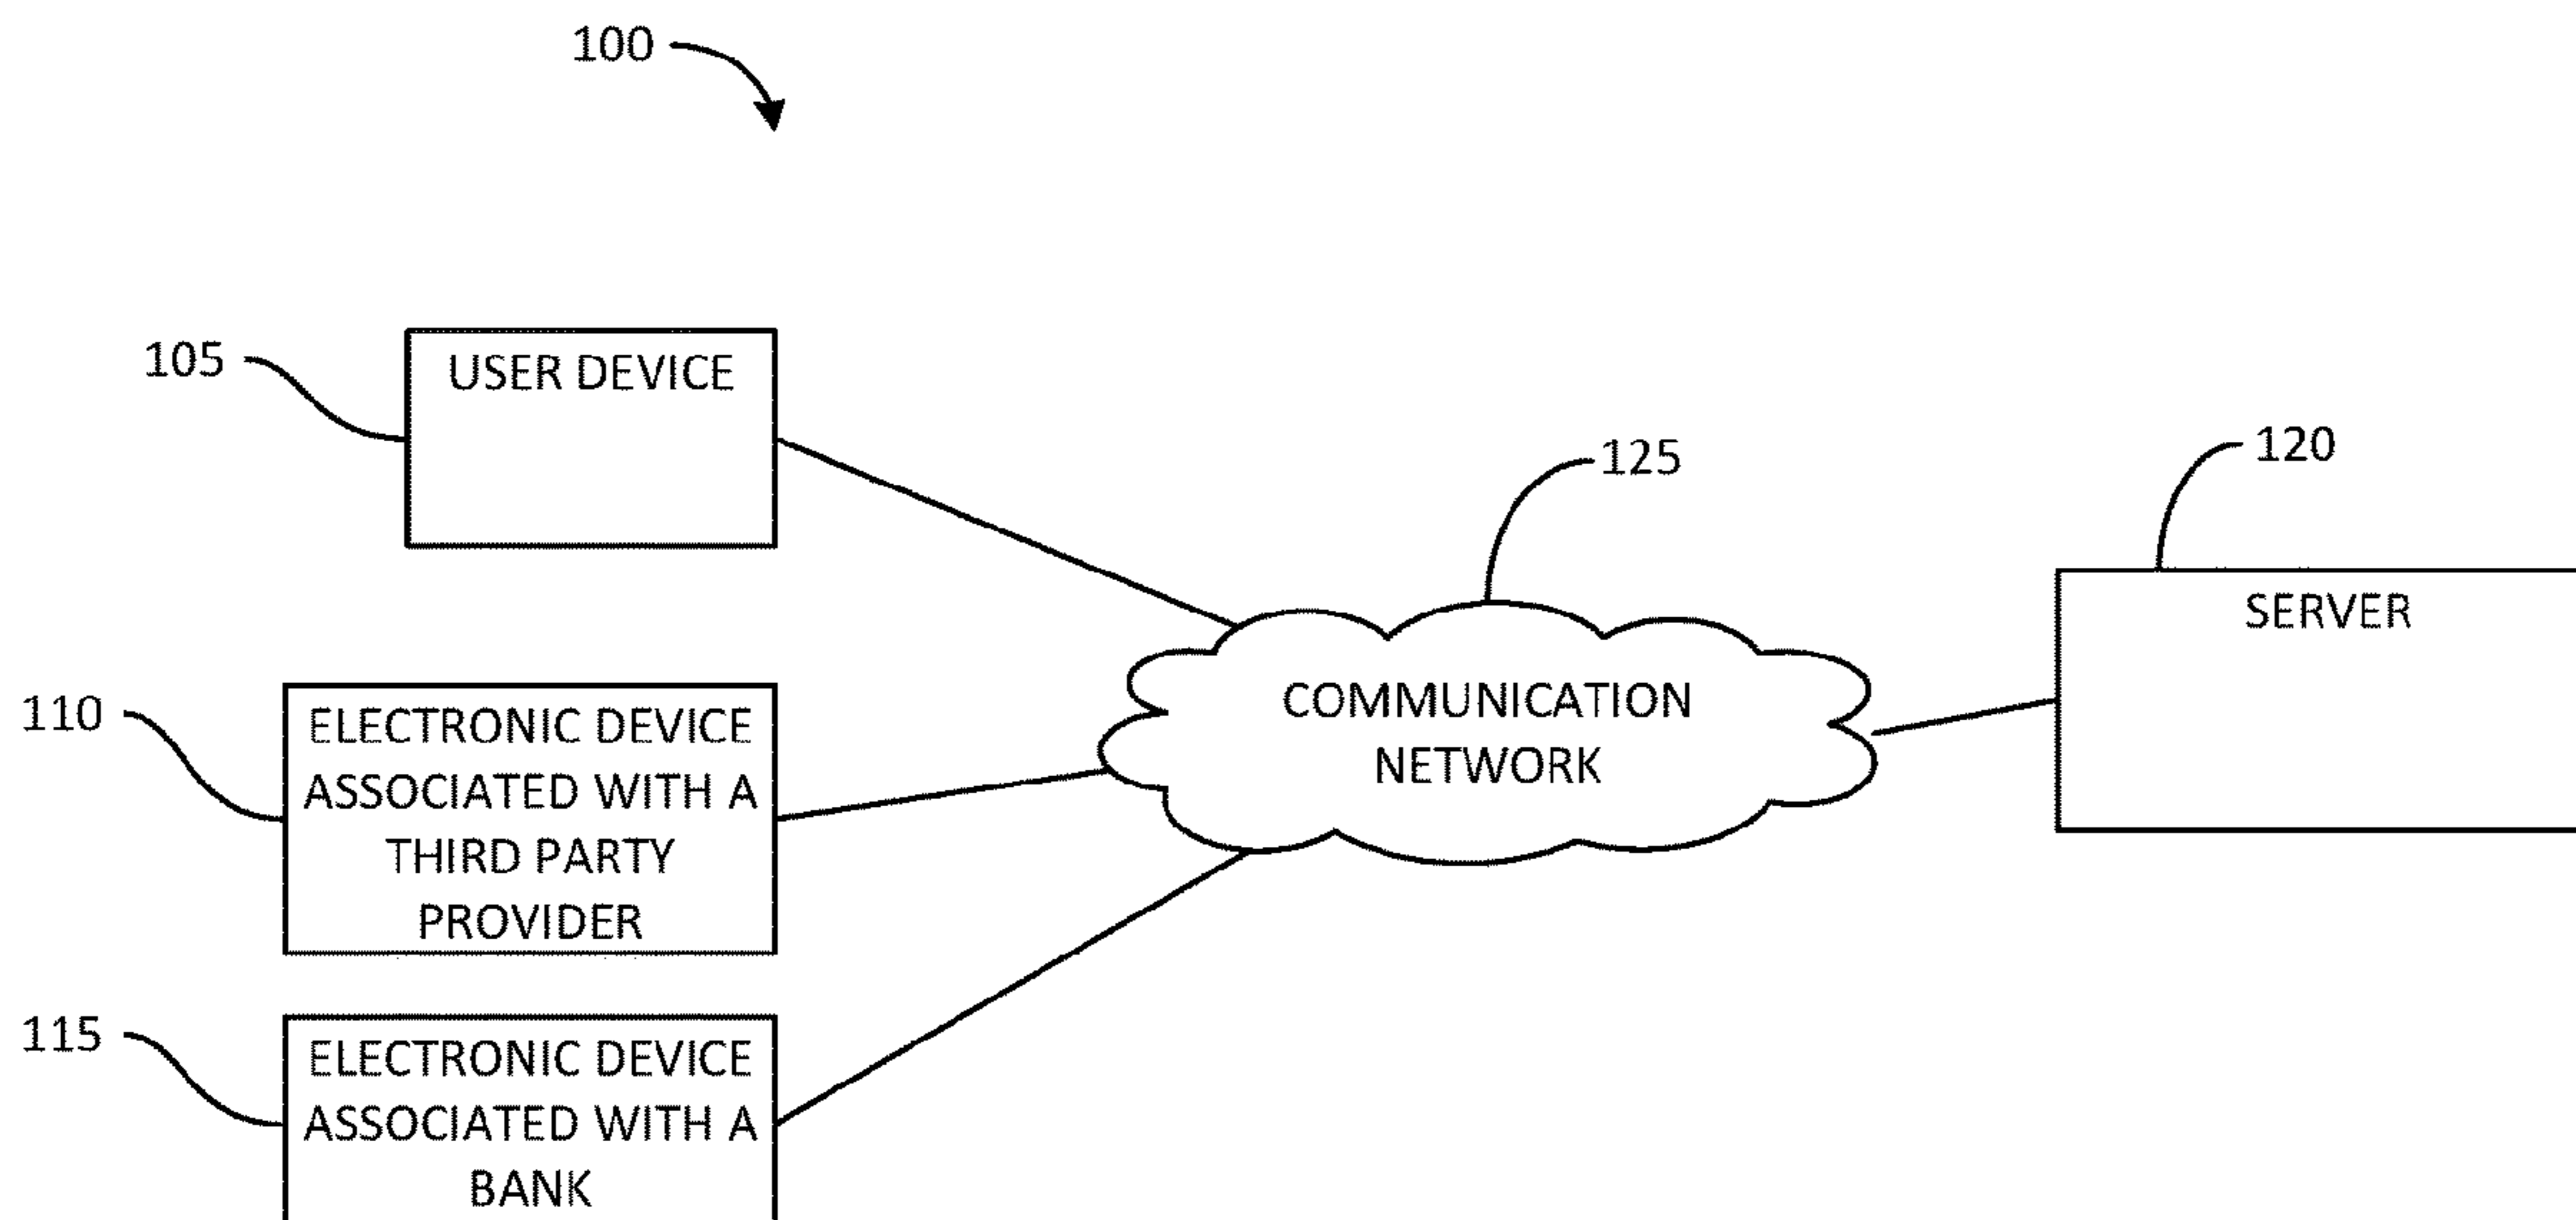 100
105
USER DEVICE
125
120
SERVER
110
ELECTRONIC DEVICE
ASSOCIATED WITH A
THIRD PARTY
PROVIDER
COMMUNICATION
NETWORK
115
ELECTRONIC DEVICE
ASSOCIATED WITH A
BANK